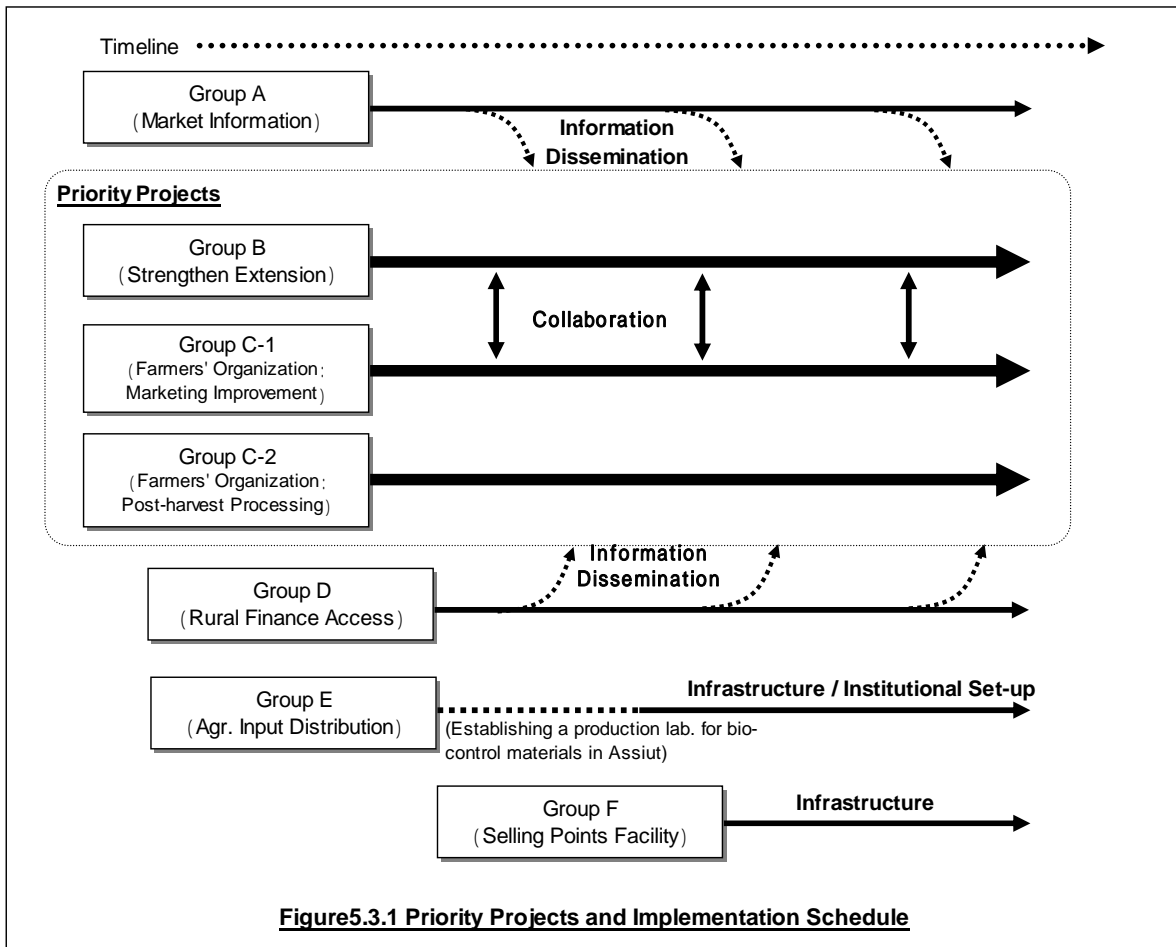 Timeline
Group A
(Market Information)
Information
Dissemination
Priority Projects
Group B
(Strengthen Extension)
Collaboration
Group C-1
(Farmers' Organization;
Marketing Improvement)
Group C-2
(Farmers' Organization;
Post-harvest Processing)
Information
Dissemination
Group D
(Rural Finance Access)
Group E
(Agr. Input Distribution)
Infrastructure / Institutional Set-up
(Establishing a production lab. for bio-
control materials in Assiut)
Group F
(Selling Points Facility)
Infrastructure
Figure5.3.1 Priority Projects and Implementation Schedule